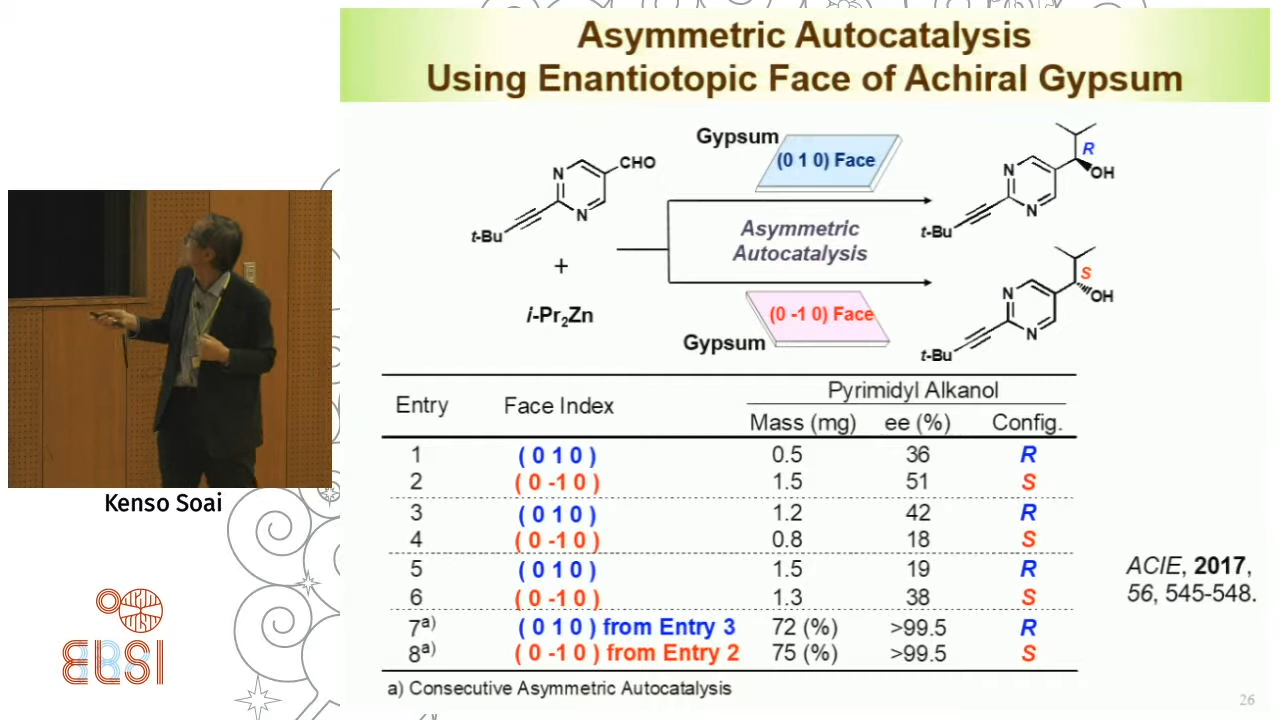 Asymmetric Autocatalysis
Using Enantiotopic Face of Achiral Gypsum
Gypsum
(0 1 0) Face
N
N
CHO
t-Bu
+
i-Pr2Zn
Asymmetric
Autocatalysis
(0 -1 0) Face
Gypsum
R
OH
N
N
t-Bu
S
OH
N
N
t-Bu
Entry Face Index Pyrimidyl Alkanol
Mass (mg) ee (%) Config.
1 ( 0 1 0 ) 0.5 36 R
2 ( 0 -1 0 ) 1.5 51 S
3 ( 0 1 0 ) 1.2 42 R
4 ( 0 -1 0 ) 0.8 18 S
5 ( 0 1 0 ) 1.5 19 R
6 ( 0 -1 0 ) 1.3 38 S
7a) ( 0 1 0 ) from Entry 3 72 (%) >99.5 R
8a) ( 0 -1 0 ) from Entry 2 75 (%) >99.5 S
a) Consecutive Asymmetric Autocatalysis
ACIE, 2017,
56, 545-548.
26
Kenso Soai
ELSI